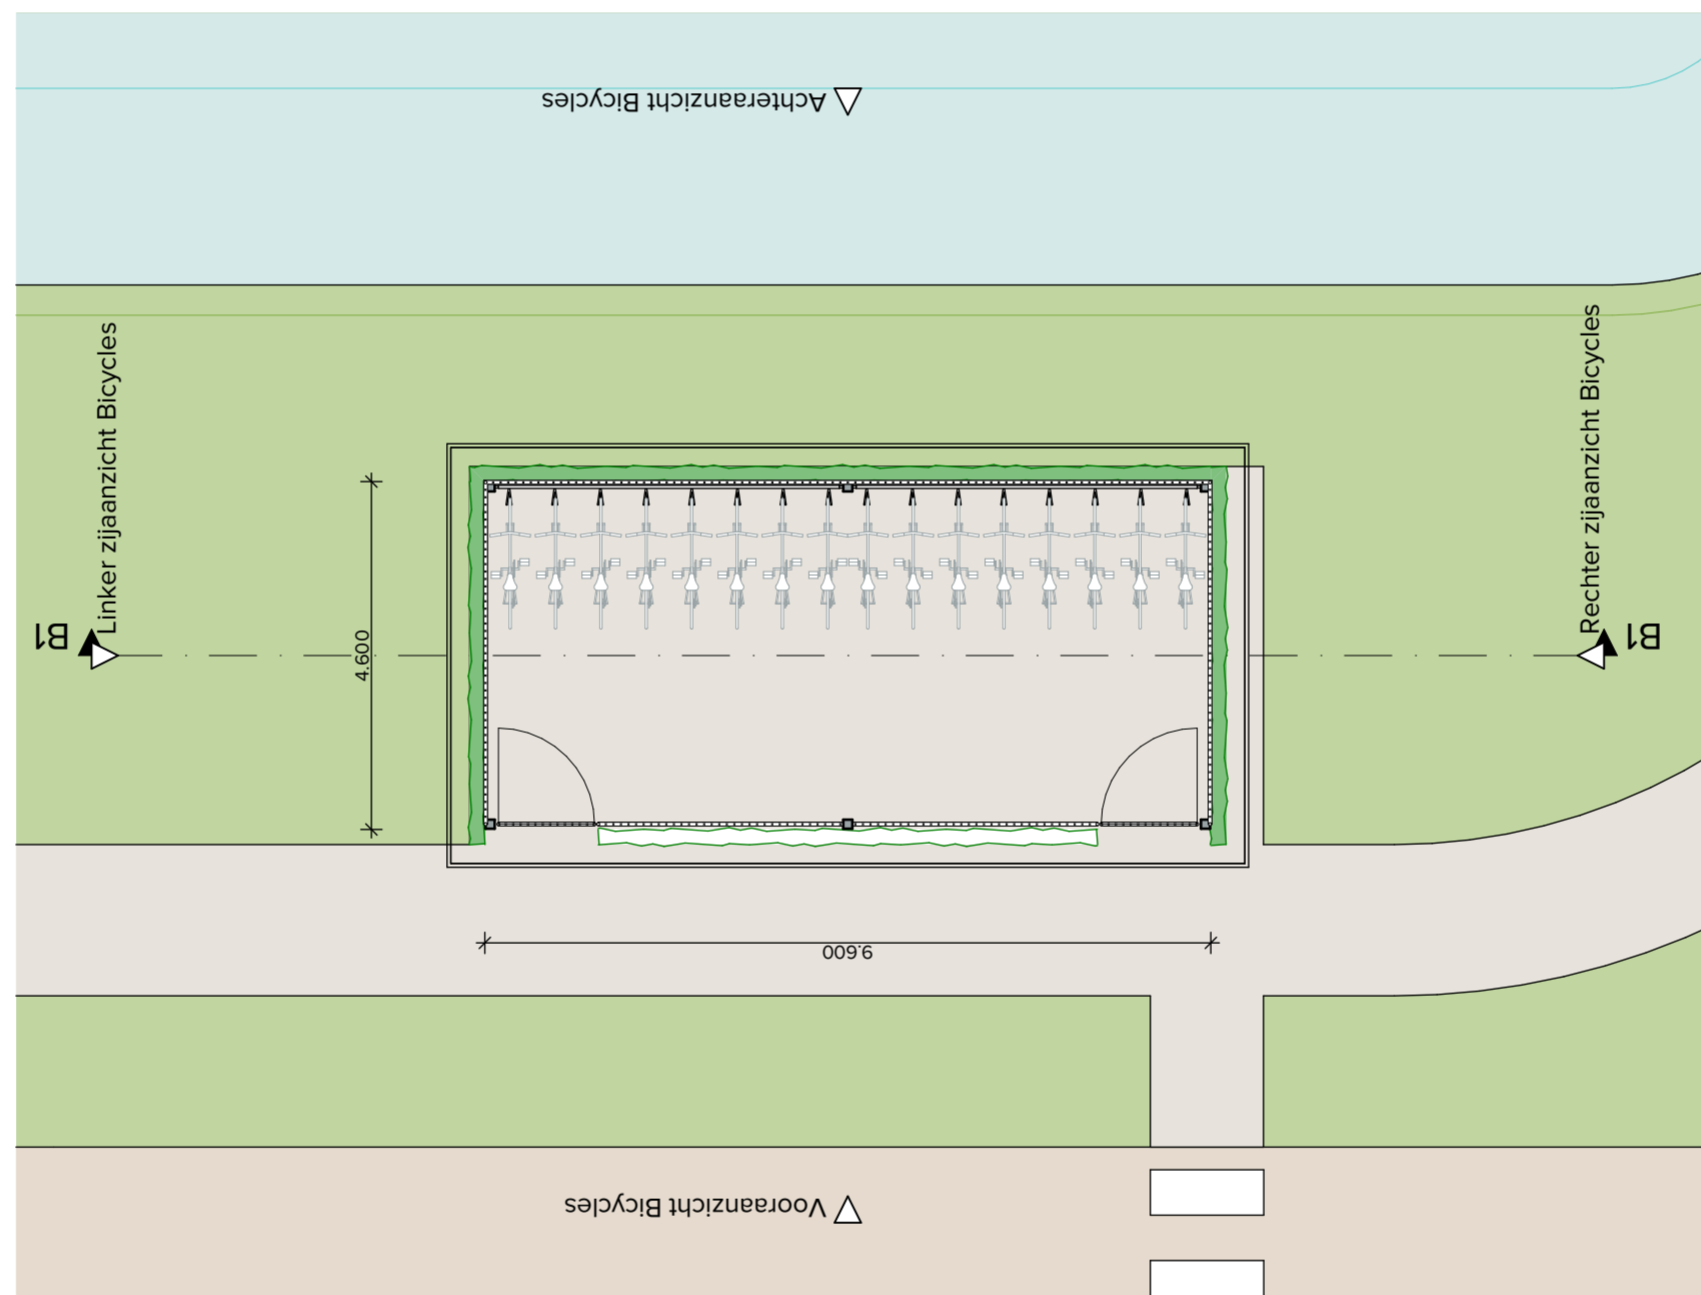 Achteraanzicht Bicycles
Linker zijaanzicht Bicycles
Rechter zijaanzicht Bicycles
B1
B1
4.600
9.600
Vooraanzicht Bicycles